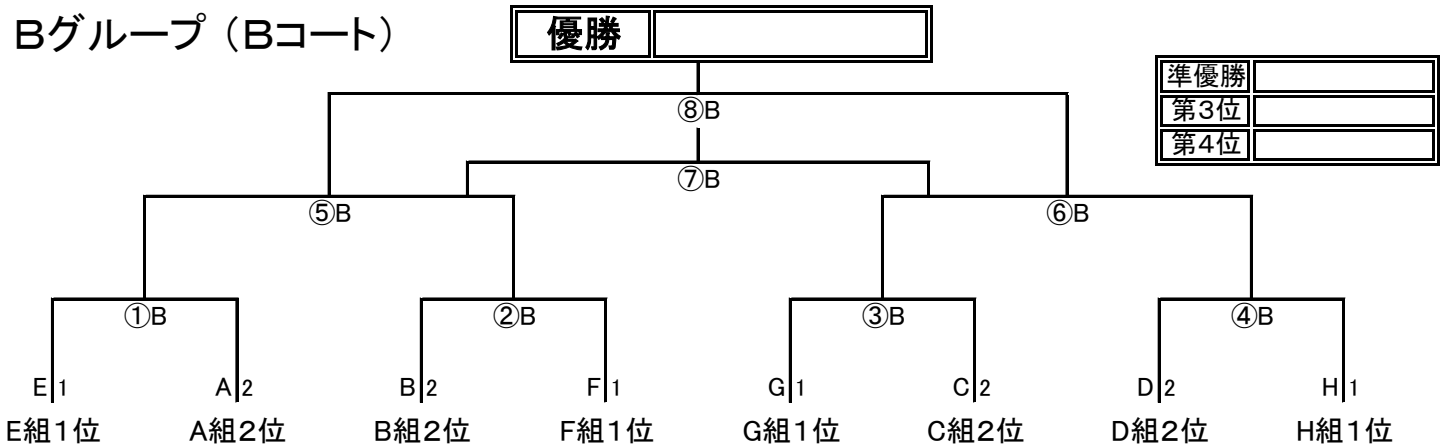 Bグループ（Bコート）
優勝
準優勝
第3位
第4位
⑧B
⑦B
⑤B
⑥B
①B
②B
③B
④B
E 1
A 2
B 2
F 1
G 1
C 2
D 2
H 1
E組1位
A組2位
B組2位
F組1位
G組1位
C組2位
D組2位
H組1位